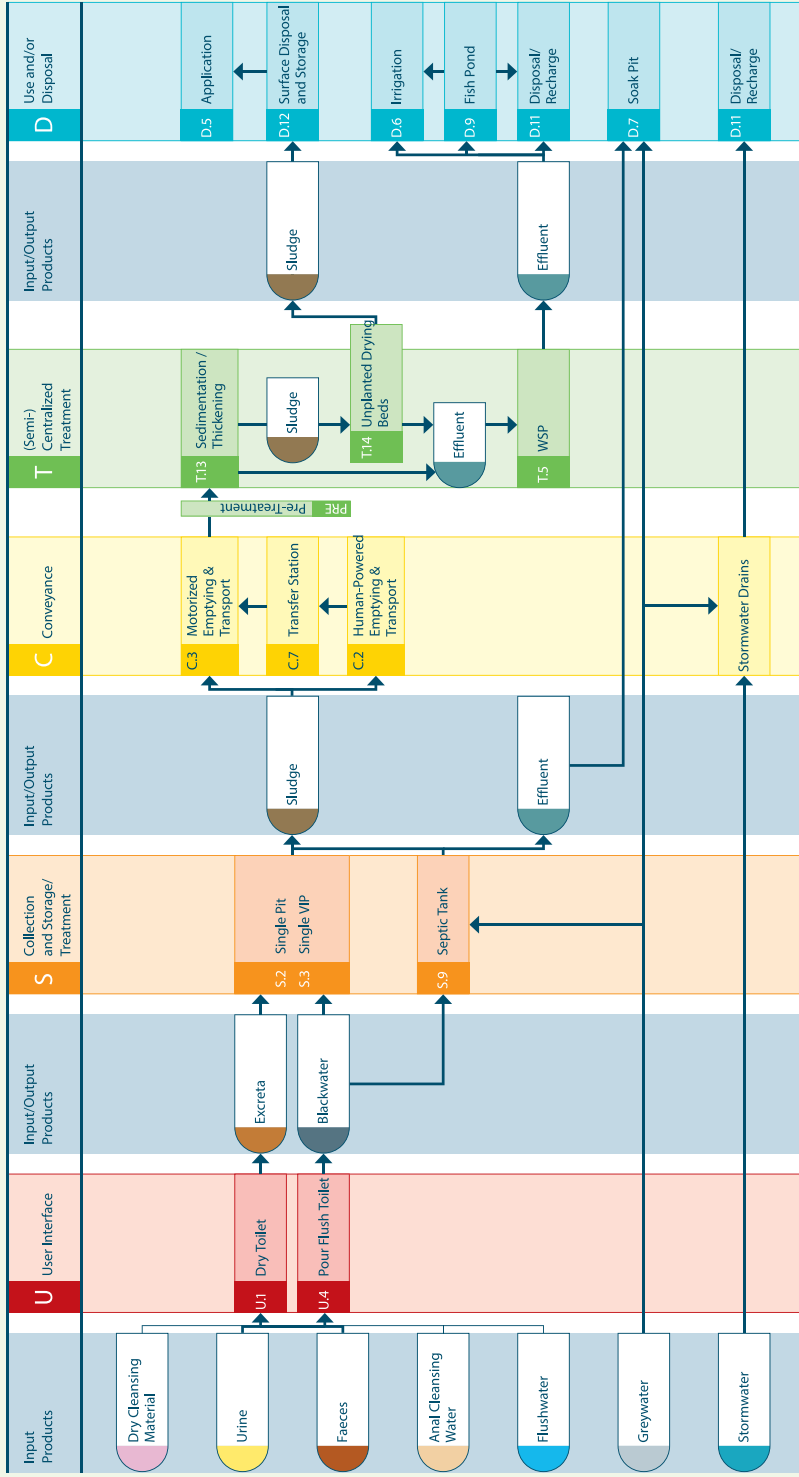 Input
Products
Dry Cleansing
Material
Urine
Faeces
Anal Cleansing
Water
Flushwater
Greywater
Stormwater
U
User Interface
U.1
Dry Toilet
U.4
Pour Flush Toilet
Input/Output
Products
Excreta
Blackwater
S
Collection
and Storage/
Treatment
S.2
Single Pit
S.3
Single VIP
S.9
Septic Tank
Input/Output
Products
Sludge
Effluent
C
Conveyance
C.3
Motorized
Emptying &
Transport
C.7
Transfer Station
C.2
Human-Powered
Emptying &
Transport
Stormwater Drains
PRE
Pre-Treatment
T
(Semi-)
Centralized
Treatment
T.13
Sedimentation /
Thickening
Sludge
T.14
Unplanted Drying
Beds
Effluent
T.5
WSP
Input/Output
Products
Sludge
Effluent
D
Use and/or
Disposal
D.5
Application
D.12
Surface Disposal
and Storage
D.6
Irrigation
D.9
Fish Pond
D.11
Disposal/
Recharge
D.7
Soak Pit
D.11
Disposal/
Recharge